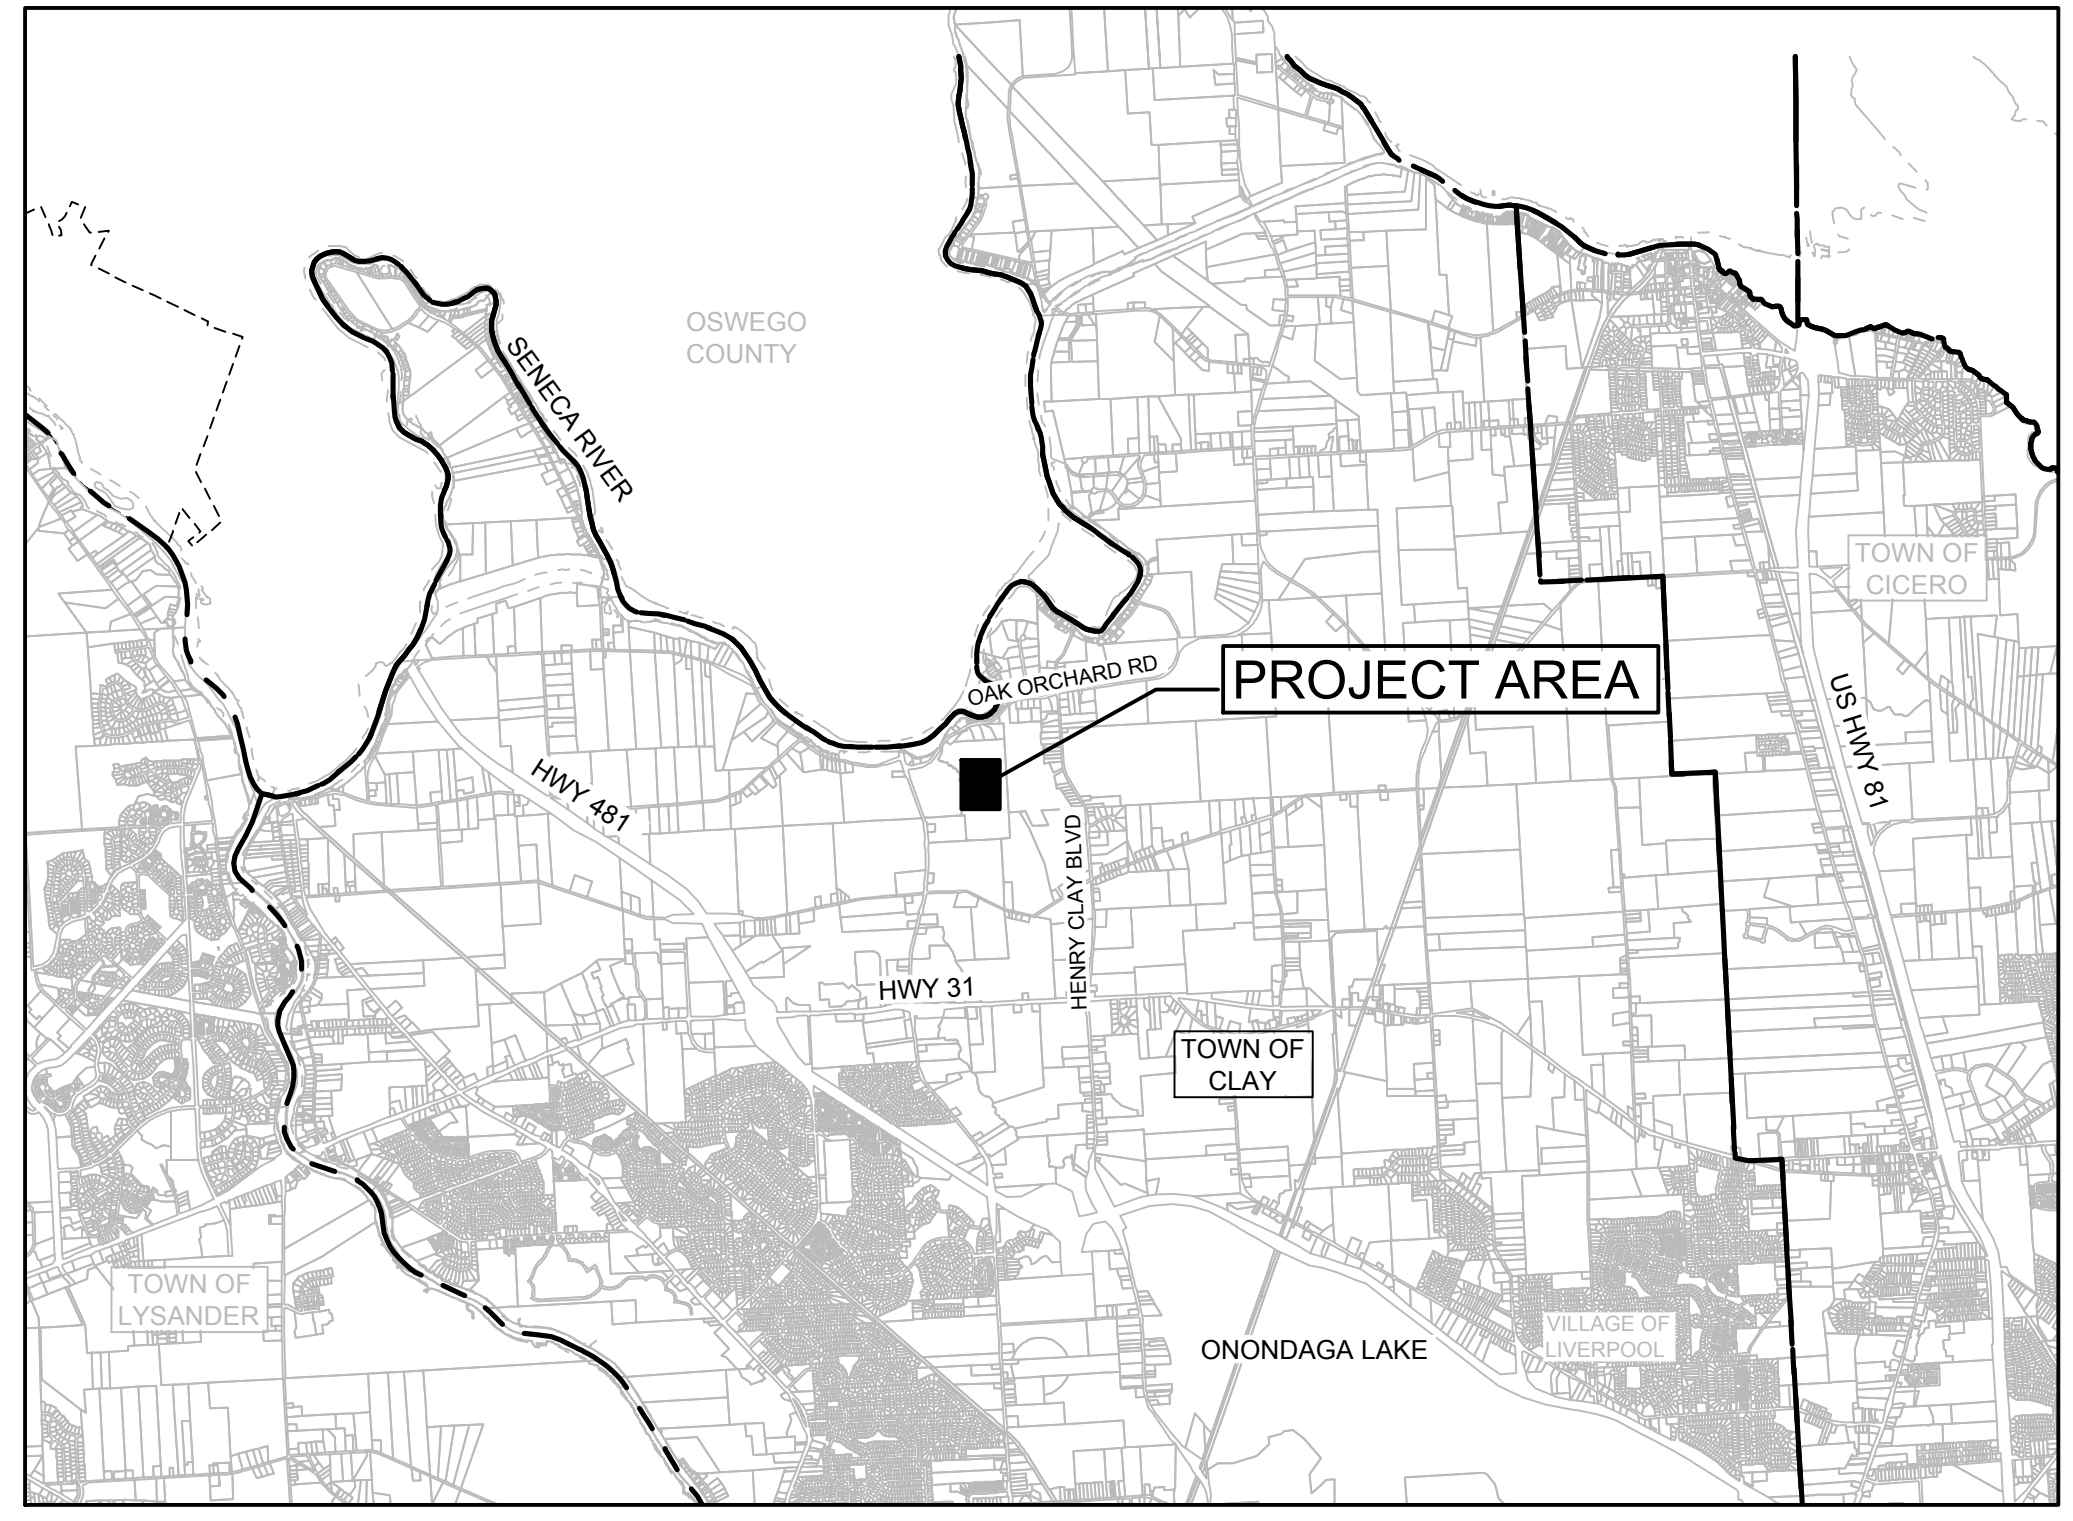 OSWEGO
COUNTY
SENECA RIVER
TOWN OF
CICERO
OAK ORCHARD RD
PROJECT AREA
US HWY 81
HWY 481
HENRY CLAY BLVD
HWY 31
TOWN OF
CLAY
TOWN OF
LYSANDER
VILLAGE OF
LIVERPOOL
ONONDAGA LAKE